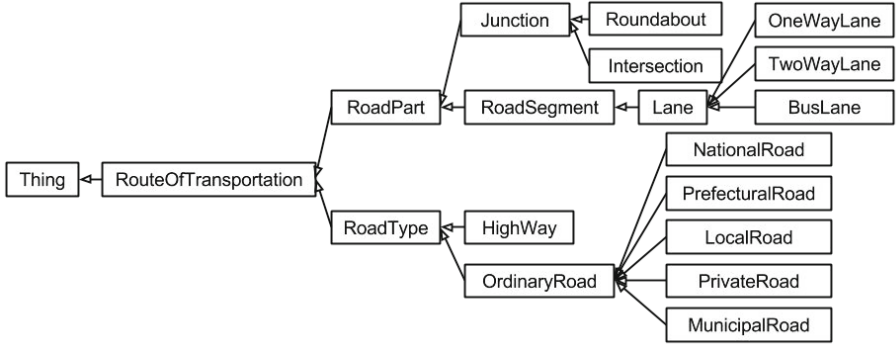 Junction
Roundabout
OneWayLane
Intersection
TwoWayLane
RoadPart
RoadSegment
Lane
BusLane
NationalRoad
Thing
RouteOfTransportation
PrefecturalRoad
RoadType
HighWay
LocalRoad
OrdinaryRoad
PrivateRoad
MunicipalRoad